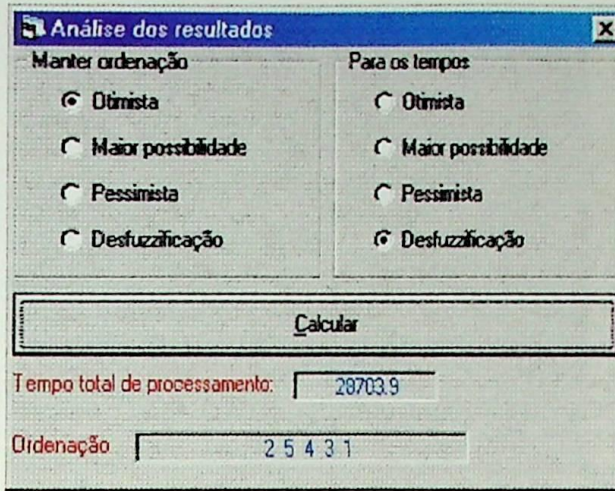 Análise dos resultados
Manter ordenação
Otimista
Maior possibilidade
Pessimista
Desfuzzificação
Para os tempos
Otimista
Maior possibilidade
Pessimista
Desfuzzificação
Calcular
Tempo total de processamento: 28703.9
Ordenação 2 5 4 3 1